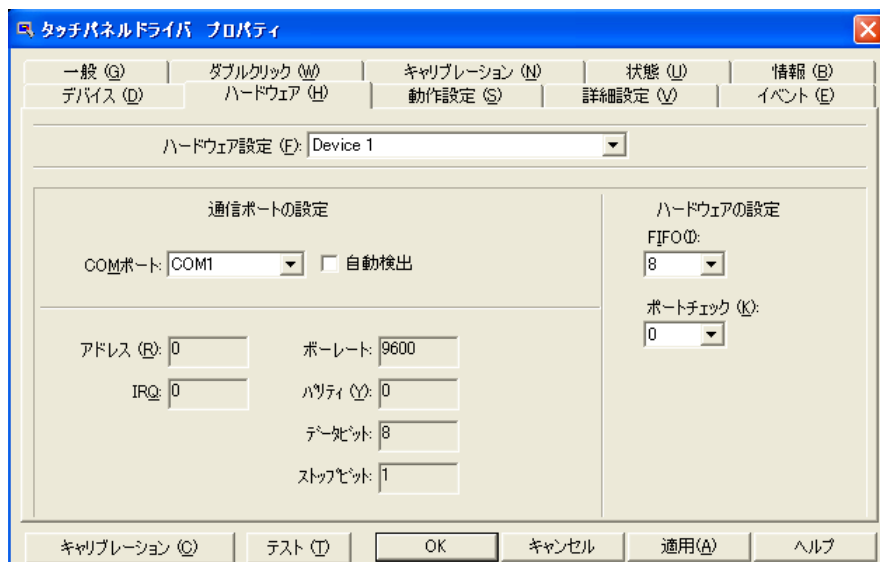 タッチパネルドライバ プロパティ
一般 (G) ダブルクリック (W) キャリブレーション (N) 状態 (U) 情報 (B)
デバイス (D) ハードウェア (H) 動作設定 (S) 詳細設定 (V) イベント (E)
ハードウェア設定 (F): Device 1
通信ポートの設定
ハードウェアの設定
FIFO(I):
COMポート: COM1 自動検出
8
ポートチェック (K):
0
アドレス (R): 0 ボーレート: 9600
IRQ: 0 パリティ (Y): 0
データビット: 8
ストップビット: 1
キャリブレーション (C) テスト (T) OK キャンセル 適用(A) ヘルプ